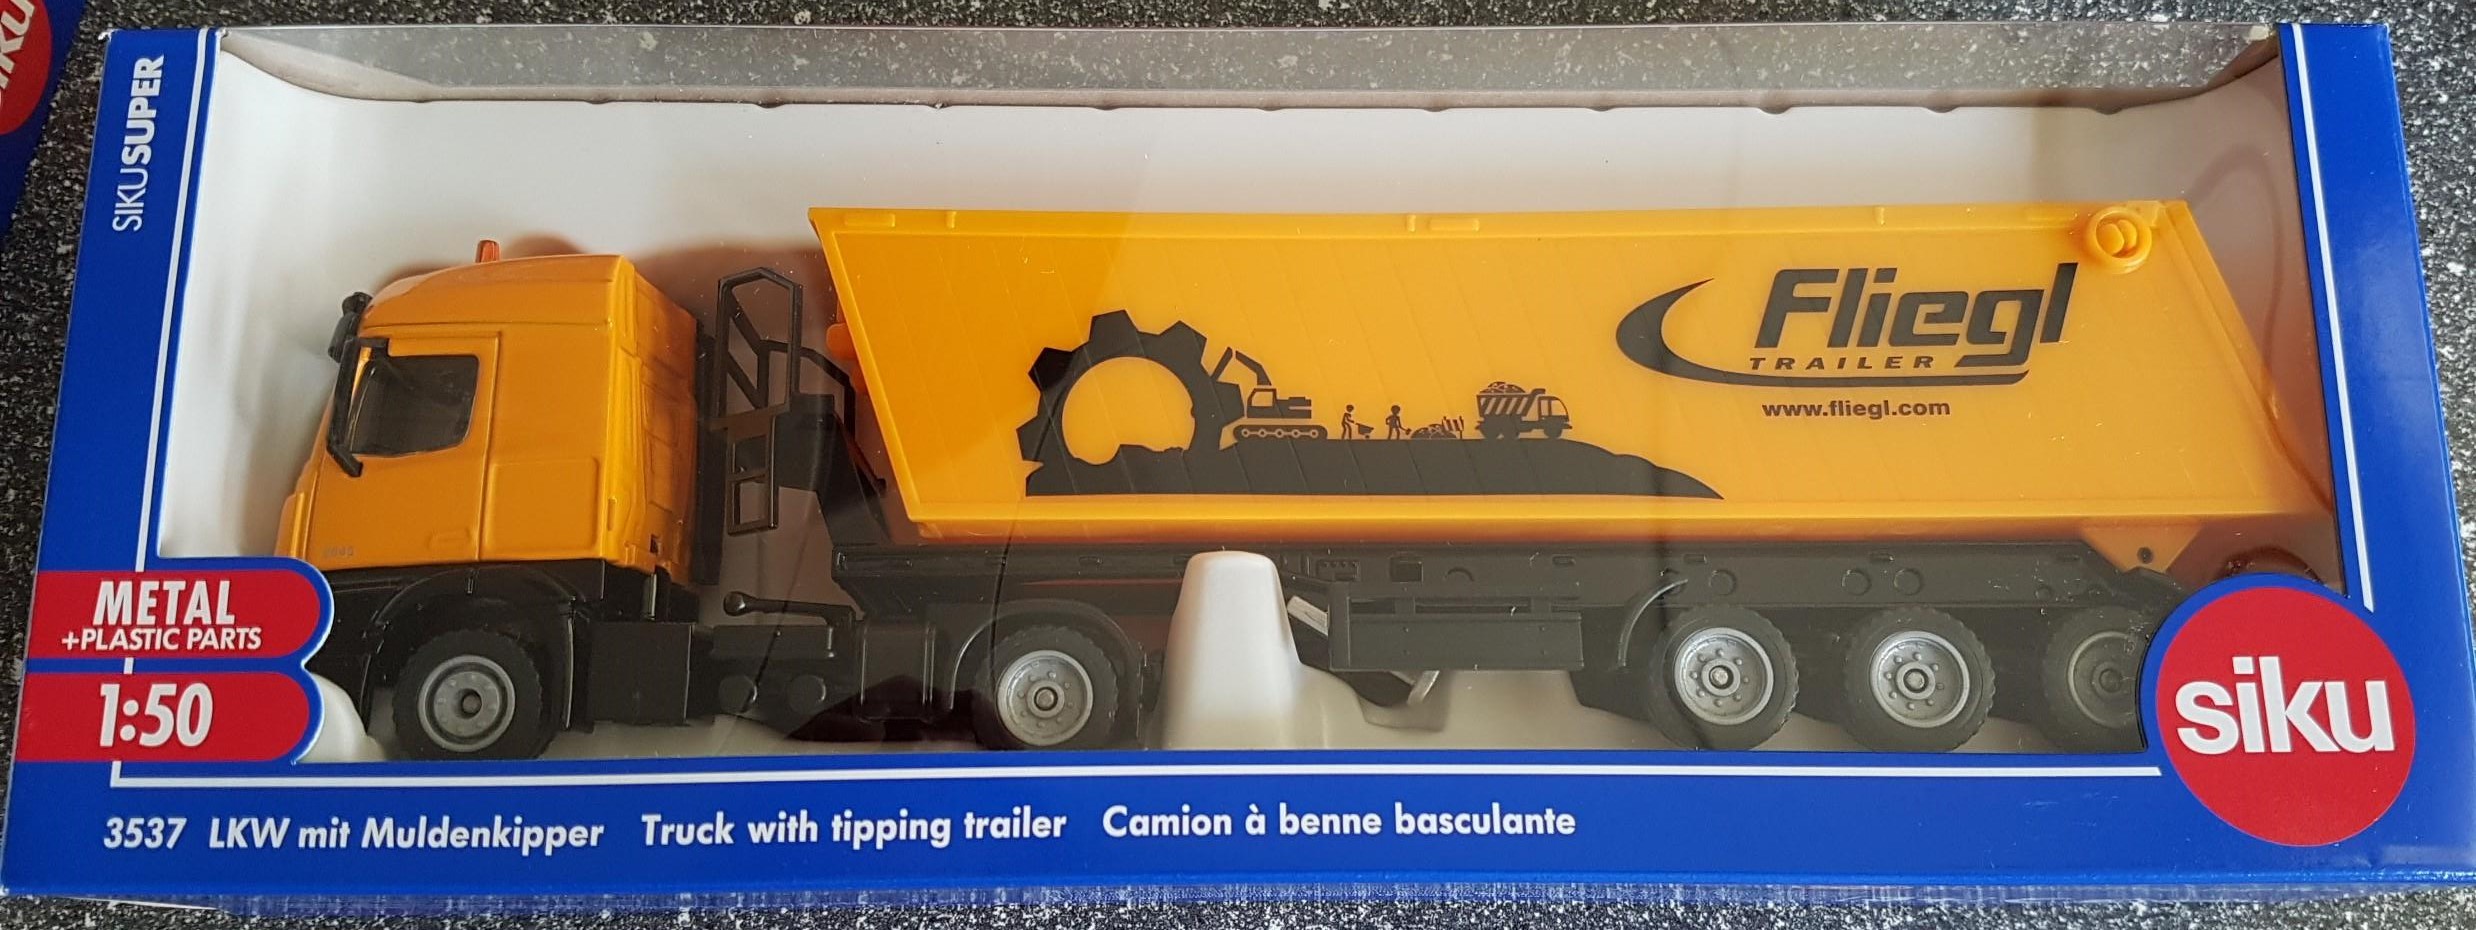 siku
SIKUSUPER
Fliegl
TRAILER
www.fliegl.com
METAL
+PLASTIC PARTS
1:50
siku
3537 LKW mit Muldenkipper Truck with tipping trailer Camion à benne basculante